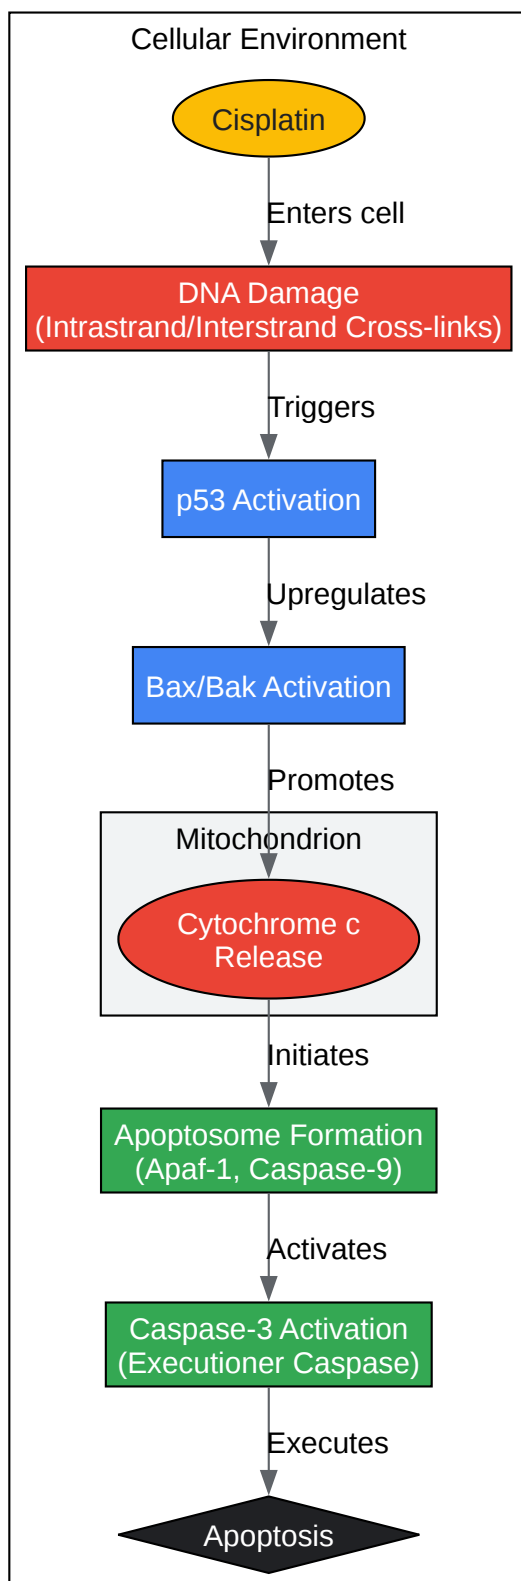 Cellular Environment
Cisplatin
Enters cell
DNA Damage
(Intrastrand/Interstrand Cross-links)
Triggers
p53 Activation
Upregulates
Bax/Bak Activation
Promotes
Mitochondrion
Cytochrome c
Release
Initiates
Apoptosome Formation
(Apaf-1, Caspase-9)
Activates
Caspase-3 Activation
(Executioner Caspase)
Executes
Apoptosis